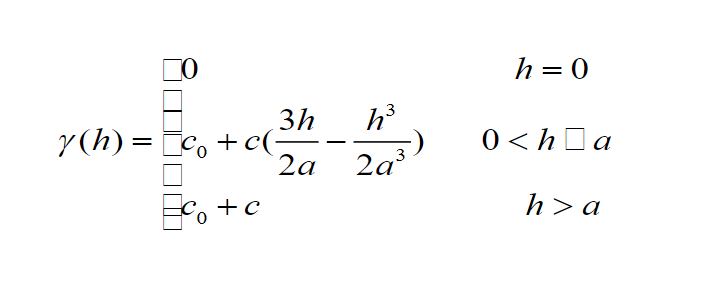 □0 h = 0
γ(h) = □c₀ + c(3h/2a − h³/2a³) 0 < h □ a
□c₀ + c h > a